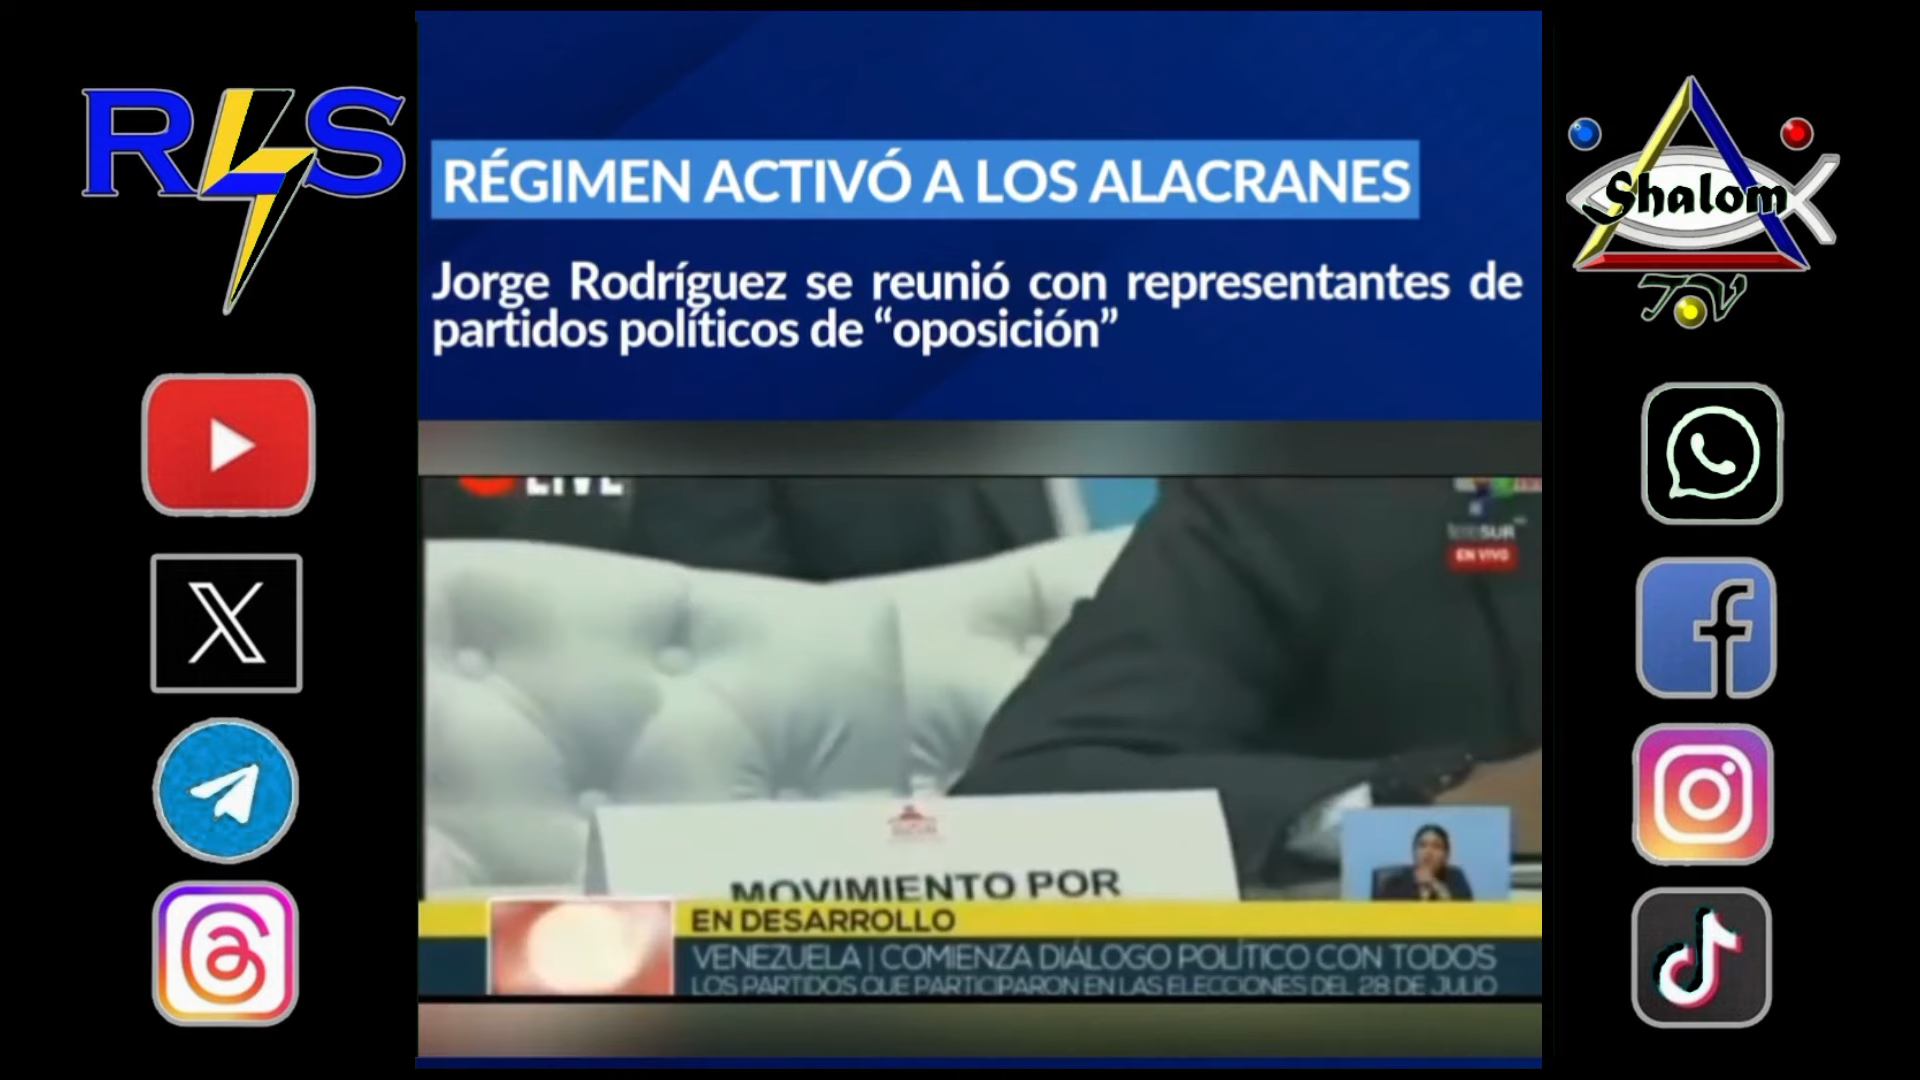 RLS
RÉGIMEN ACTIVÓ A LOS ALACRANES
Jorge Rodríguez se reunió con representantes de
partidos políticos de “oposición”
Shalom
TV
LIVE
teleSUR
EN VIVO
MOVIMIENTO POR
EN DESARROLLO
VENEZUELA | COMIENZA DIÁLOGO POLÍTICO CON TODOS
LOS PARTIDOS QUE PARTICIPARON EN LAS ELECCIONES DEL 28 DE JULIO